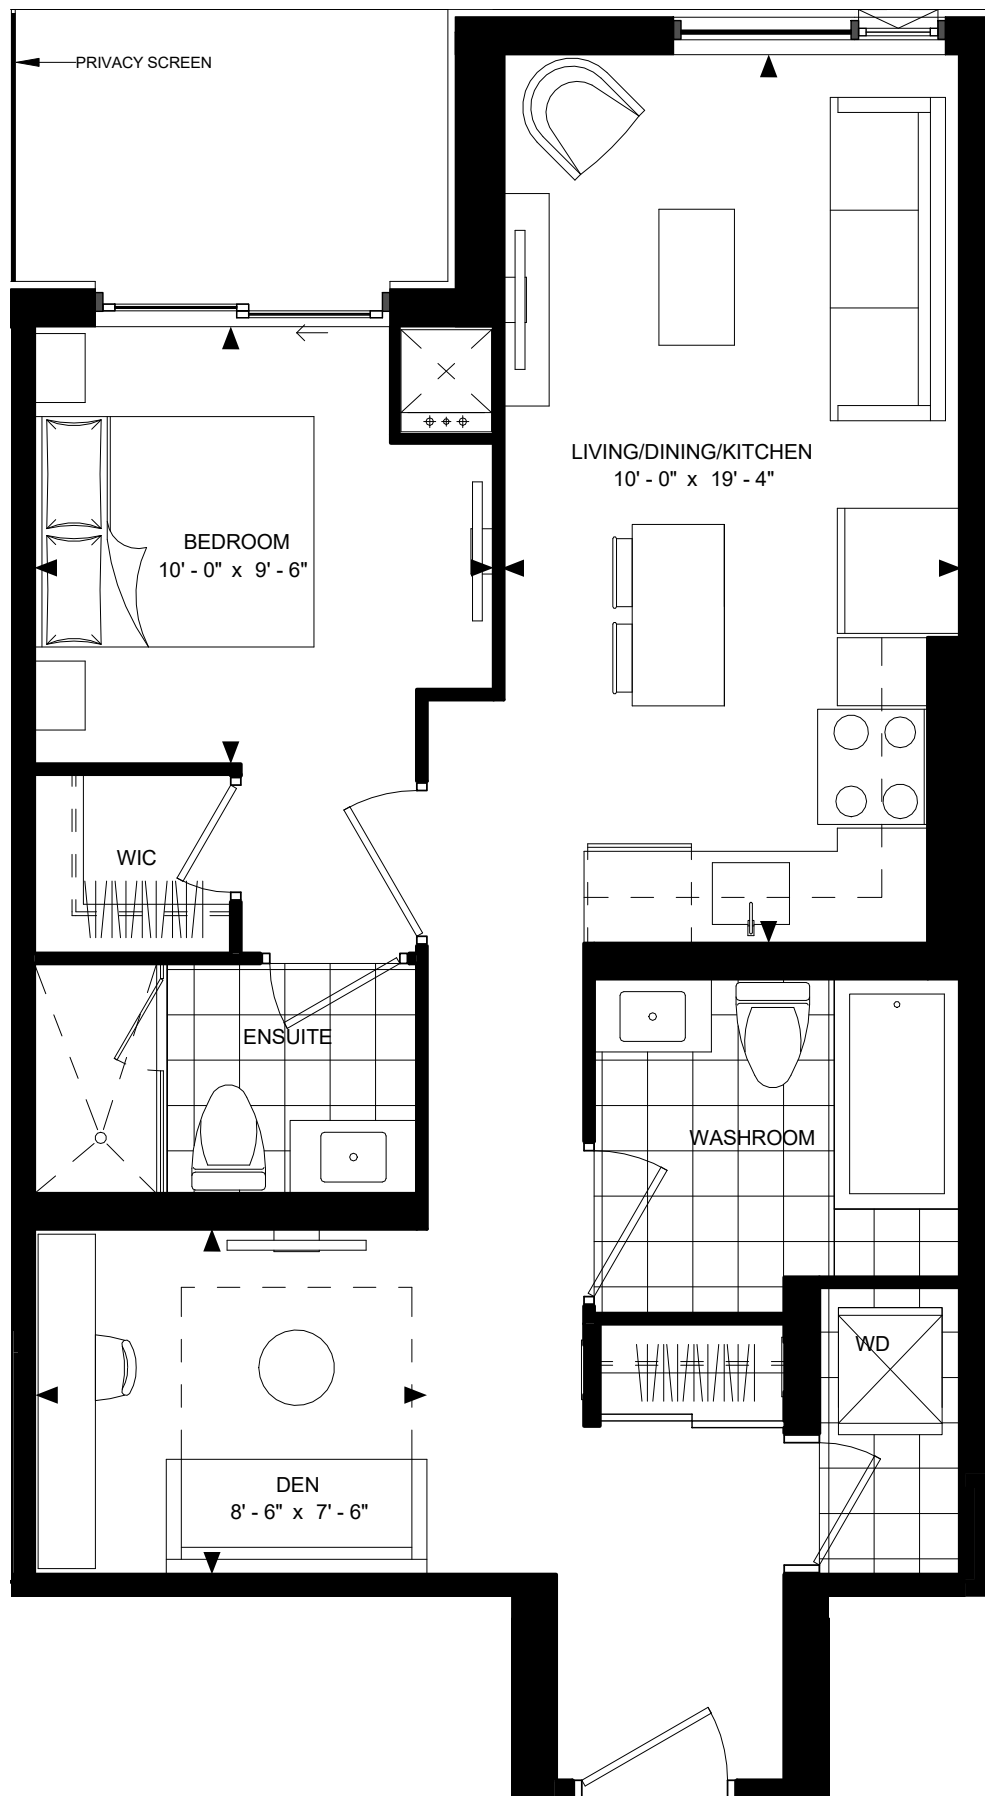 PRIVACY SCREEN
LIVING/DINING/KITCHEN
10' - 0" x 19' - 4"
BEDROOM
10' - 0" x 9' - 6"
WIC
ENSUITE
WASHROOM
WD
DEN
8' - 6" x 7' - 6"